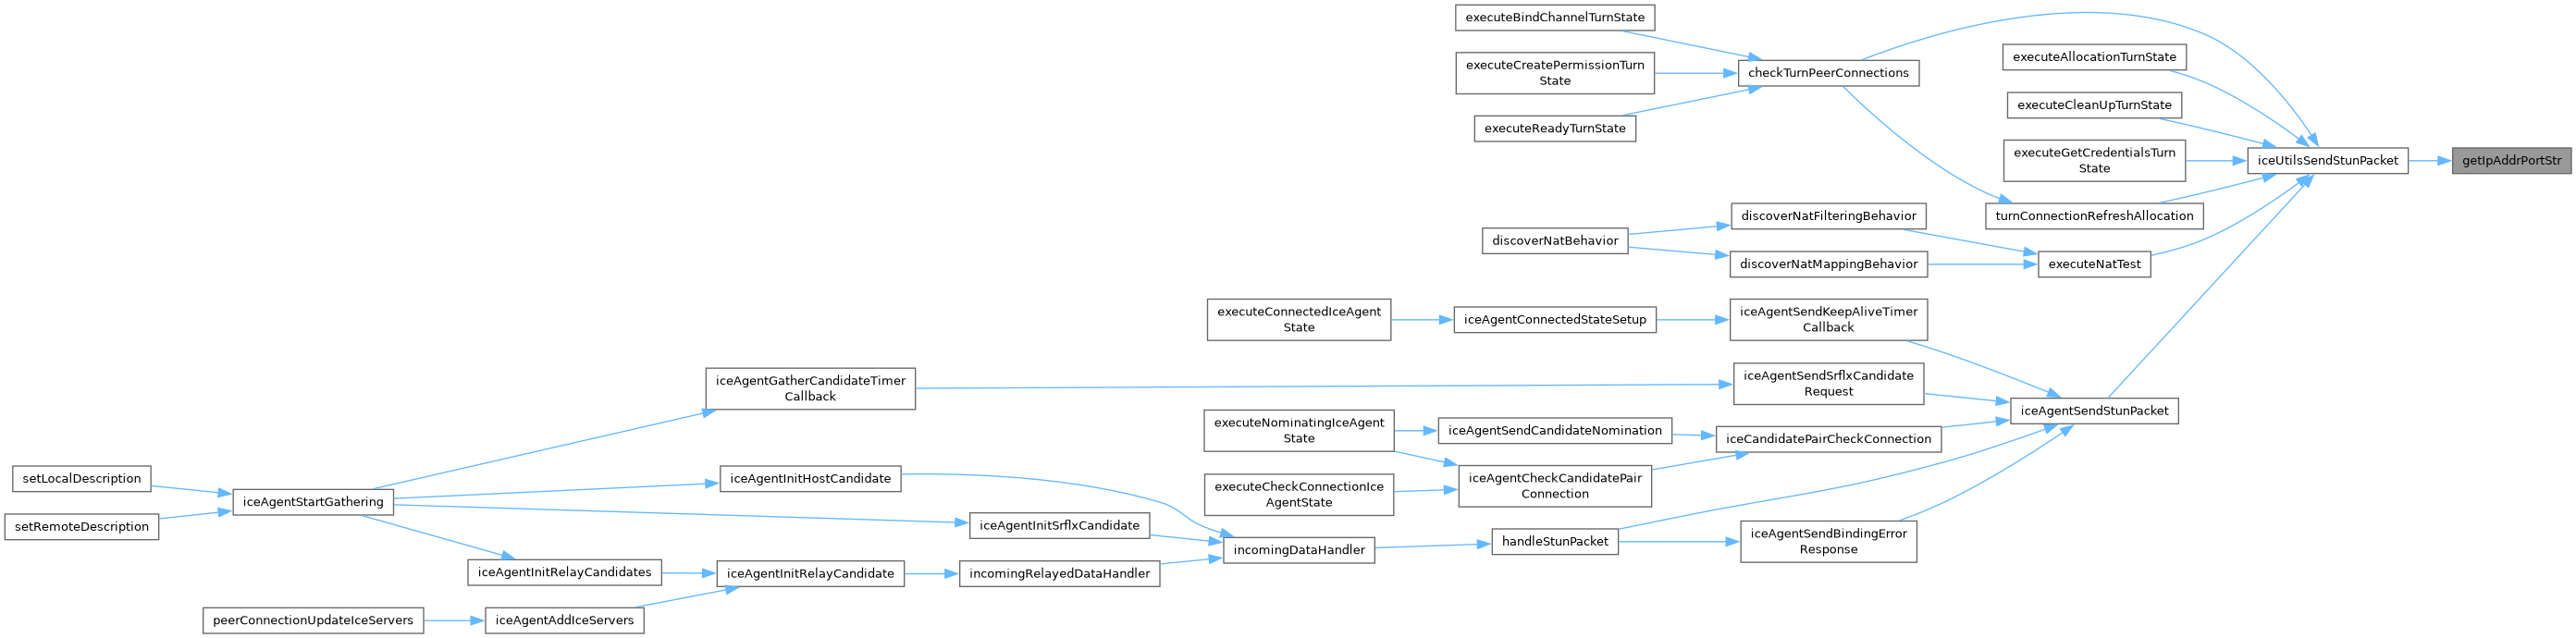 executeBindChannelTurnState
executeCreatePermissionTurn
State
executeReadyTurnState
checkTurnPeerConnections
executeAllocationTurnState
executeCleanUpTurnState
executeGetCredentialsTurn
State
turnConnectionRefreshAllocation
iceUtilsSendStunPacket
getIpAddrPortStr
discoverNatFilteringBehavior
discoverNatBehavior
discoverNatMappingBehavior
executeNatTest
executeConnectedIceAgent
State
iceAgentConnectedStateSetup
iceAgentSendKeepAliveTimer
Callback
iceAgentGatherCandidateTimer
Callback
iceAgentSendSrflxCandidate
Request
iceAgentSendStunPacket
executeNominatingIceAgent
State
iceAgentSendCandidateNomination
iceCandidatePairCheckConnection
executeCheckConnectionIce
AgentState
iceAgentCheckCandidatePair
Connection
setLocalDescription
setRemoteDescription
iceAgentStartGathering
iceAgentInitHostCandidate
iceAgentInitSrflxCandidate
incomingDataHandler
handleStunPacket
iceAgentSendBindingError
Response
iceAgentInitRelayCandidates
iceAgentInitRelayCandidate
incomingRelayedDataHandler
peerConnectionUpdateIceServers
iceAgentAddIceServers